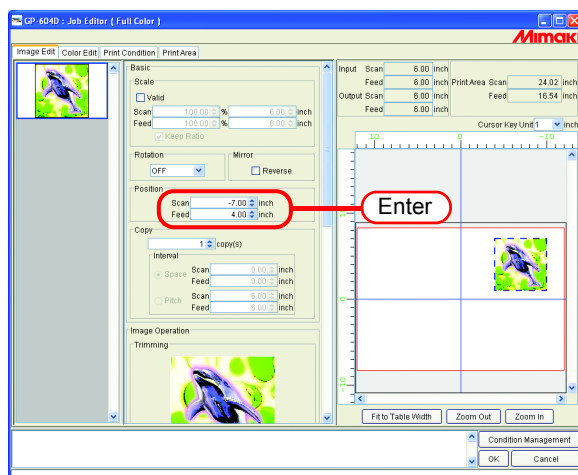 GP-604D : Job Editor ( Full Color )
Mimaki
Image Edit Color Edit Print Condition Print Area
Basic
Scale
Valid
Scan 100.00 % 6.00 inch
Feed 100.00 % 6.00 inch
Keep Ratio
Rotation
OFF
Mirror
Reverse
Position
Scan -7.00 inch
Feed 4.00 inch
Enter
Copy
1 copy(s)
Interval
Space Scan 0.00 inch
Feed 0.00 inch
Pitch Scan 6.00 inch
Feed 6.00 inch
Image Operation
Trimming
Input Scan 6.00 inch
Feed 6.00 inch Print Area Scan 24.02 inch
Output Scan 6.00 inch Feed 16.54 inch
Feed 6.00 inch
Cursor Key Unit 1 inch
10 0 -10
0
Fit to Table Width Zoom Out Zoom In
Condition Management
OK Cancel